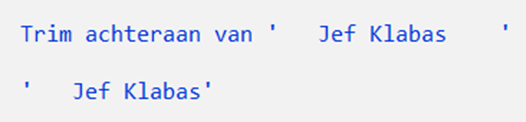 Trim achteraan van '   Jef Klabas    '
'   Jef Klabas'